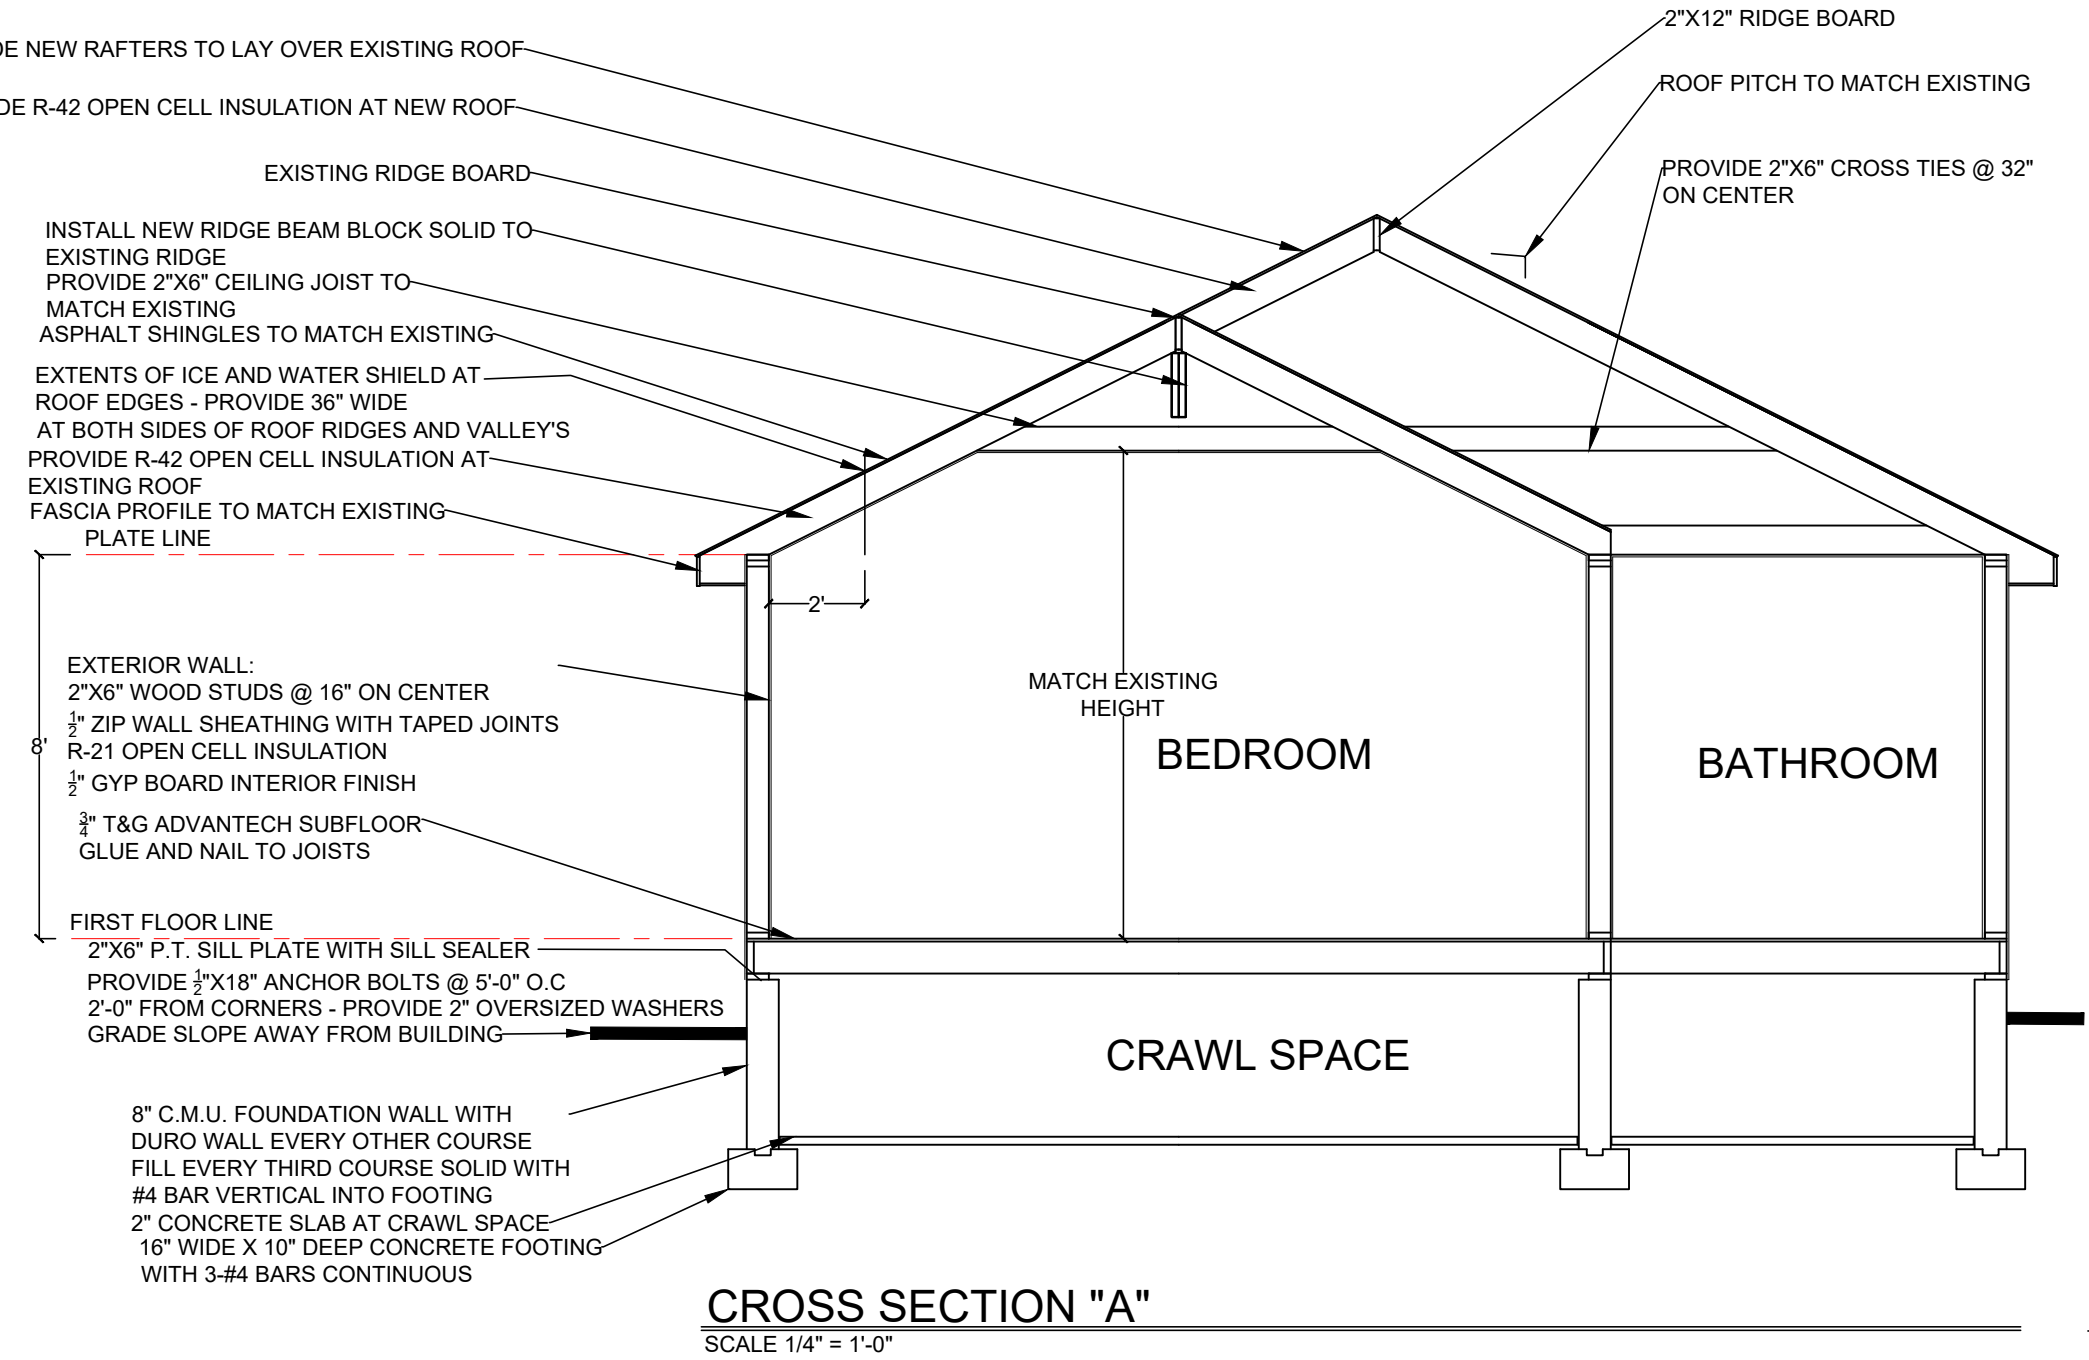 DE NEW RAFTERS TO LAY OVER EXISTING ROOF
DE R-42 OPEN CELL INSULATION AT NEW ROOF
EXISTING RIDGE BOARD
INSTALL NEW RIDGE BEAM BLOCK SOLID TO
EXISTING RIDGE
PROVIDE 2"X6" CEILING JOIST TO
MATCH EXISTING
ASPHALT SHINGLES TO MATCH EXISTING
EXTENTS OF ICE AND WATER SHIELD AT
ROOF EDGES - PROVIDE 36" WIDE
AT BOTH SIDES OF ROOF RIDGES AND VALLEY'S
PROVIDE R-42 OPEN CELL INSULATION AT
EXISTING ROOF
FASCIA PROFILE TO MATCH EXISTING
PLATE LINE
2"X12" RIDGE BOARD
ROOF PITCH TO MATCH EXISTING
PROVIDE 2"X6" CROSS TIES @ 32"
ON CENTER
2'
8'
EXTERIOR WALL:
2"X6" WOOD STUDS @ 16" ON CENTER
1/2" ZIP WALL SHEATHING WITH TAPED JOINTS
R-21 OPEN CELL INSULATION
1/2" GYP BOARD INTERIOR FINISH
3/4" T&G ADVANTECH SUBFLOOR
GLUE AND NAIL TO JOISTS
MATCH EXISTING
HEIGHT
BEDROOM
BATHROOM
FIRST FLOOR LINE
2"X6" P.T. SILL PLATE WITH SILL SEALER
PROVIDE 1/2"X18" ANCHOR BOLTS @ 5'-0" O.C
2'-0" FROM CORNERS - PROVIDE 2" OVERSIZED WASHERS
GRADE SLOPE AWAY FROM BUILDING
CRAWL SPACE
8" C.M.U. FOUNDATION WALL WITH
DURO WALL EVERY OTHER COURSE
FILL EVERY THIRD COURSE SOLID WITH
#4 BAR VERTICAL INTO FOOTING
2" CONCRETE SLAB AT CRAWL SPACE
16" WIDE X 10" DEEP CONCRETE FOOTING
WITH 3-#4 BARS CONTINUOUS
CROSS SECTION "A"
SCALE 1/4" = 1'-0"